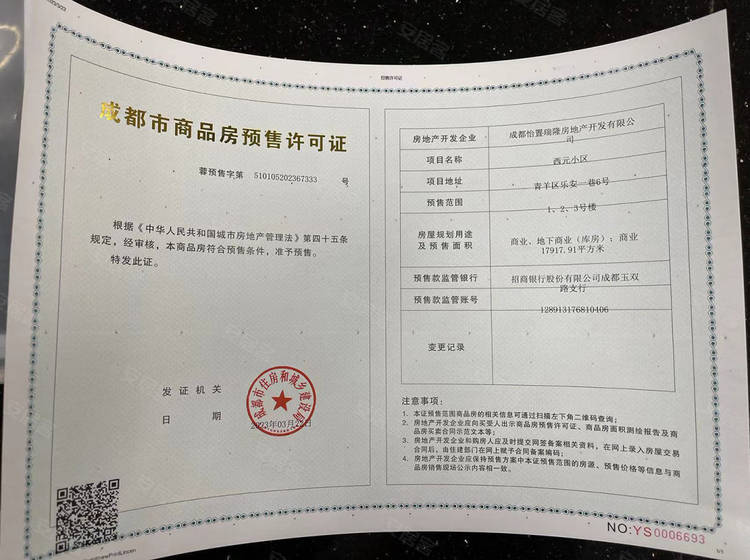 预售许可证
成都市商品房预售许可证
蓉预售字第 510105202367333 号
根据《中华人民共和国城市房地产管理法》第四十五条
规定，经审核，本商品房符合预售条件，准予预售。
特发此证。
发证机关
日 期
成都市住房和城乡建设局
房地产开发企业 成都怡置瑞隆房地产开发有限公
司
项目名称 西元小区
项目地址 青羊区乐安一巷6号
预售范围 1、2、3号楼
房屋规划用途
及预售面积
商业、地下商业（库房）；商业
17917.91平方米
预售款监管银行 招商银行股份有限公司成都玉双
路支行
预售款监管账号 128913176810406
变更记录
注意事项：
1、本证预售范围商品房的相关信息可通过扫描左下角二维码查询；
2、房地产开发企业应向买受人出示商品房预售许可证、商品房面积测绘报告及商
品房买卖合同示范文本等；
3、房地产开发企业和购房人应及时提交网签备案相关资料，在网上录入房屋交易
合同后，由住建部门在网上赋予合同备案编码；
4、房地产开发企业应保持预售方案中本证预售范围的房源、预售价格等信息与商
品房销售现场公示内容相一致。
NO:YS0006693
1/1
安居客